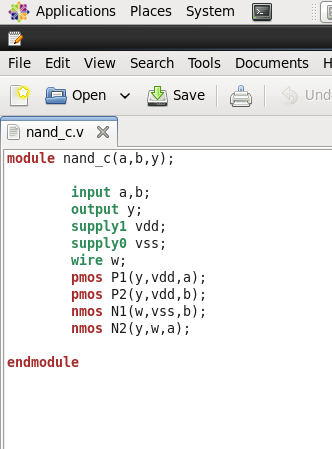 Applications Places System
File Edit View Search Tools Documents H
Open Save Undo
nand_c.v
module nand_c(a,b,y);
input a,b;
output y;
supply1 vdd;
supply0 vss;
wire w;
pmos P1(y,vdd,a);
pmos P2(y,vdd,b);
nmos N1(w,vss,b);
nmos N2(y,w,a);
endmodule